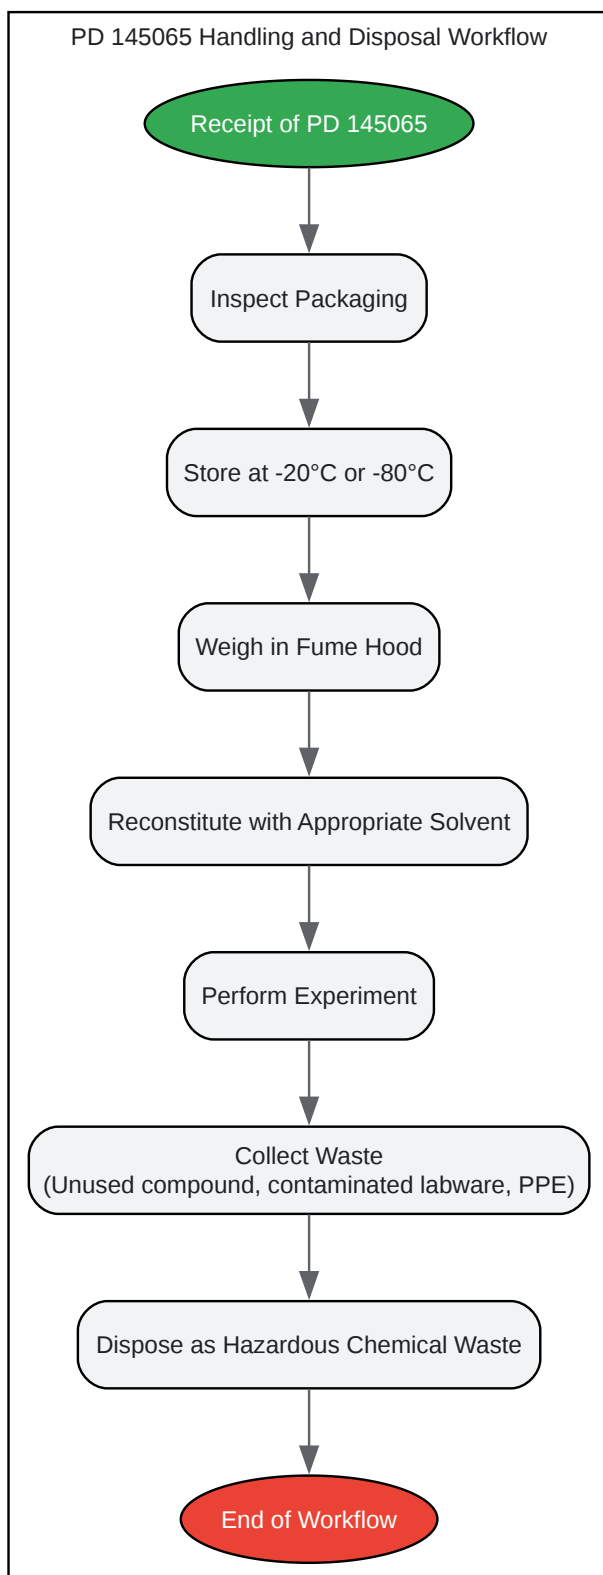 PD 145065 Handling and Disposal Workflow
Receipt of PD 145065
Inspect Packaging
Store at -20°C or -80°C
Weigh in Fume Hood
Reconstitute with Appropriate Solvent
Perform Experiment
Collect Waste
(Unused compound, contaminated labware, PPE)
Dispose as Hazardous Chemical Waste
End of Workflow